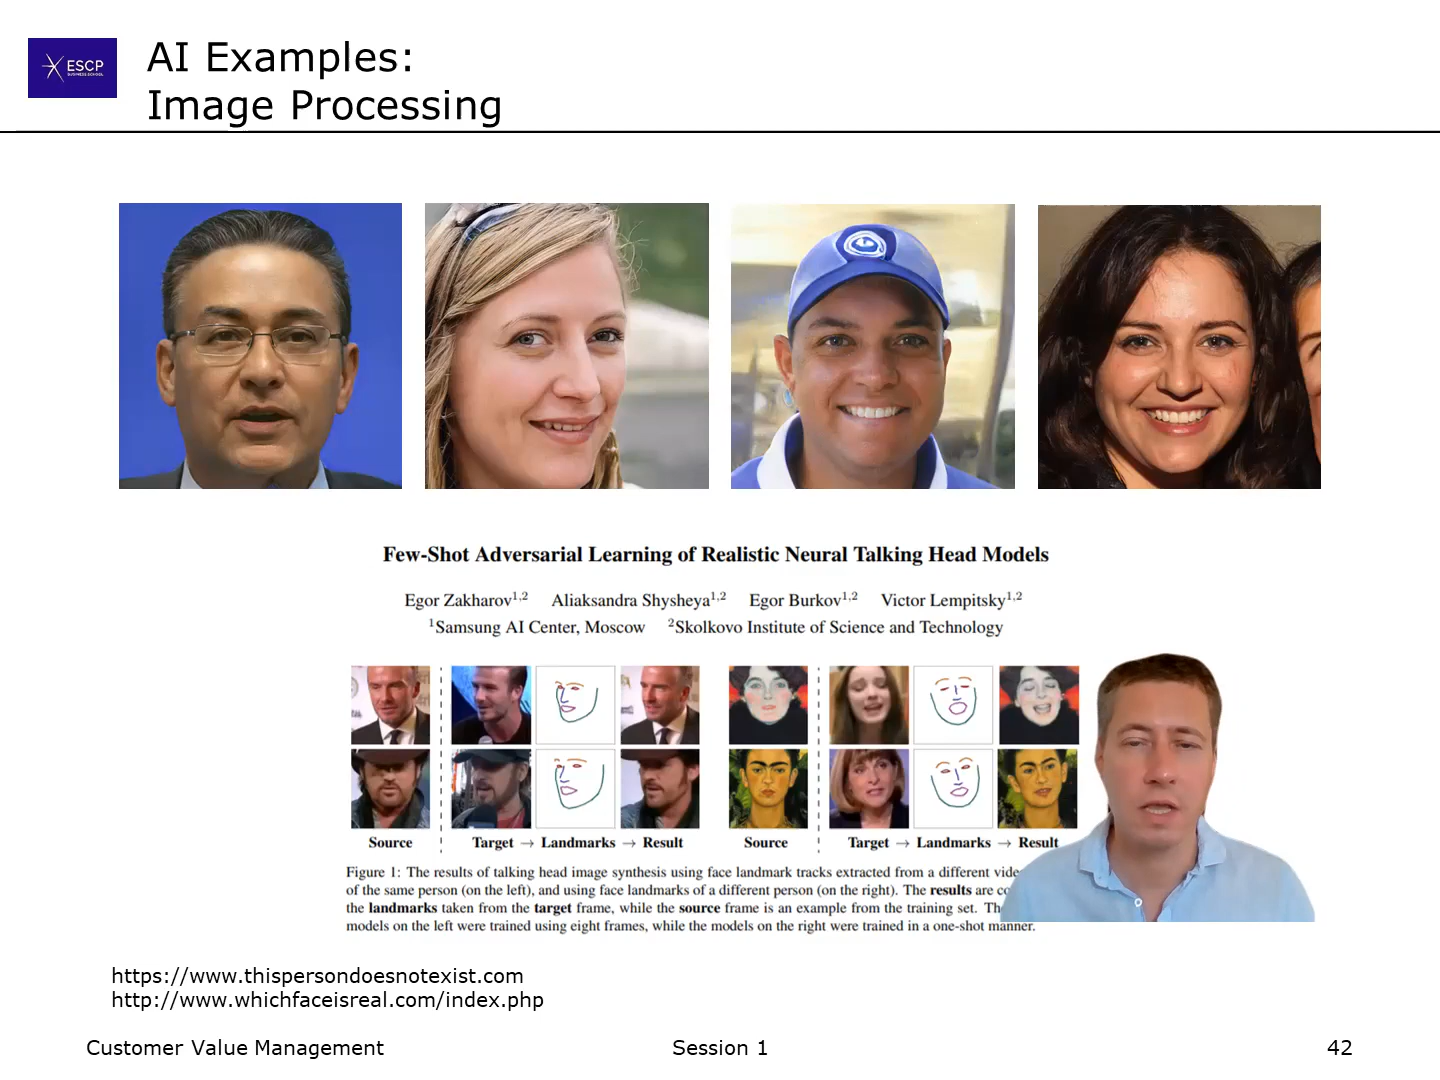 ESCP
BUSINESS SCHOOL
AI Examples:
Image Processing
Few-Shot Adversarial Learning of Realistic Neural Talking Head Models
Egor Zakharov1,2 Aliaksandra Shysheya1,2 Egor Burkov1,2 Victor Lempitsky1,2
1Samsung AI Center, Moscow 2Skolkovo Institute of Science and Technology
Source Target → Landmarks → Result Source Target → Landmarks → Result
Figure 1: The results of talking head image synthesis using face landmark tracks extracted from a different
of the same person (on the left), and using face landmarks of a different person (on the right). The results are
the landmarks taken from the target frame, while the source frame is an example from the training set.
models on the left were trained using eight frames, while the models on the right were trained in a one-shot manner.
https://www.thispersondoesnotexist.com
http://www.whichfaceisreal.com/index.php
Customer Value Management Session 1 42